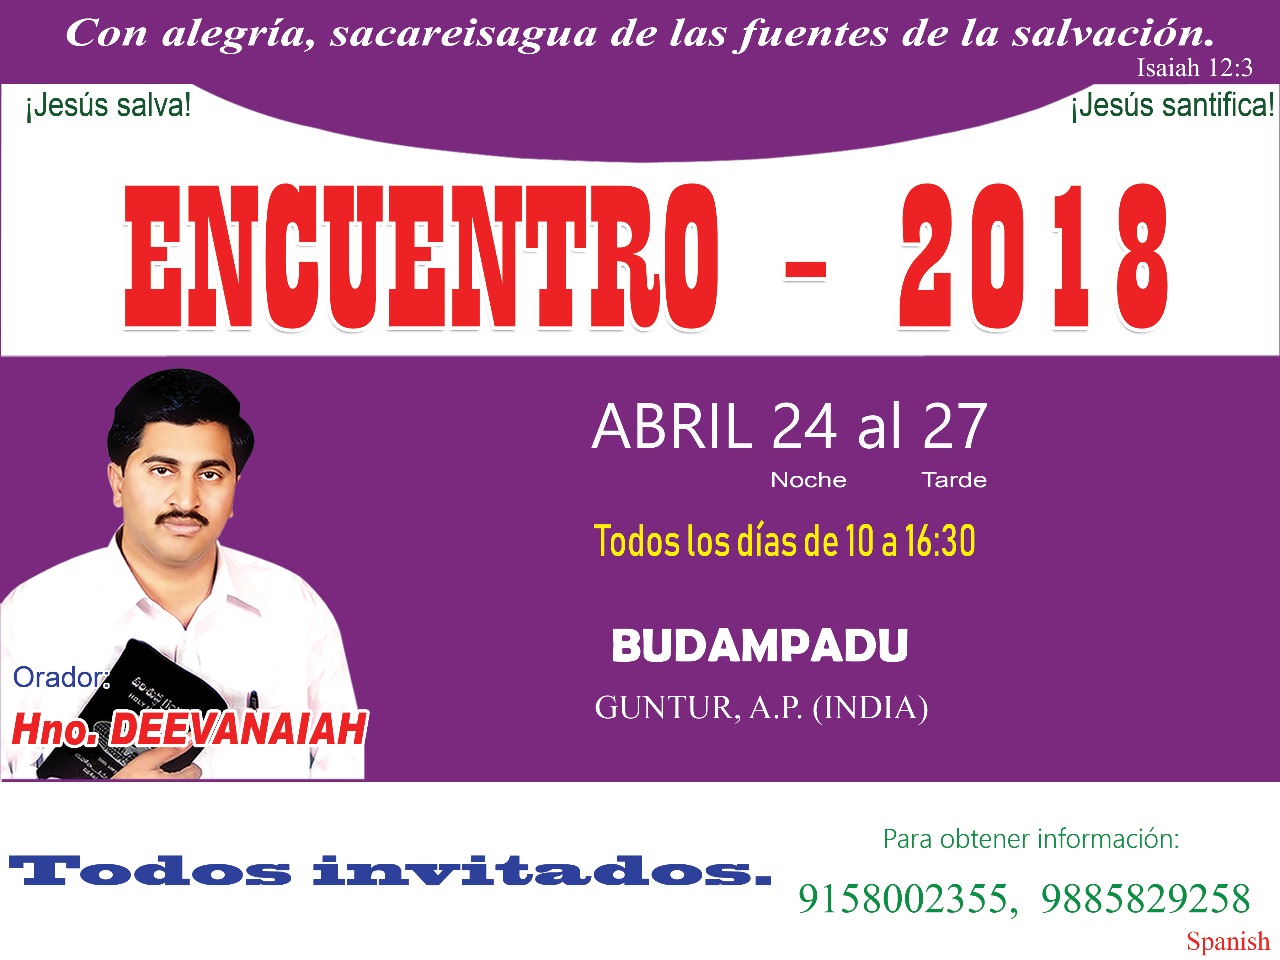 Con alegría, sacareisagua de las fuentes de la salvación.
Isaiah 12:3
¡Jesús salva!
¡Jesús santifica!
ENCUENTRO - 2018
ABRIL 24 al 27
Noche Tarde
Todos los días de 10 a 16:30
BUDAMPADU
GUNTUR, A.P. (INDIA)
Orador:
HOLY
Hno. DEEVANAIAH
Para obtener información:
Todos invitados.
9158002355, 9885829258
Spanish